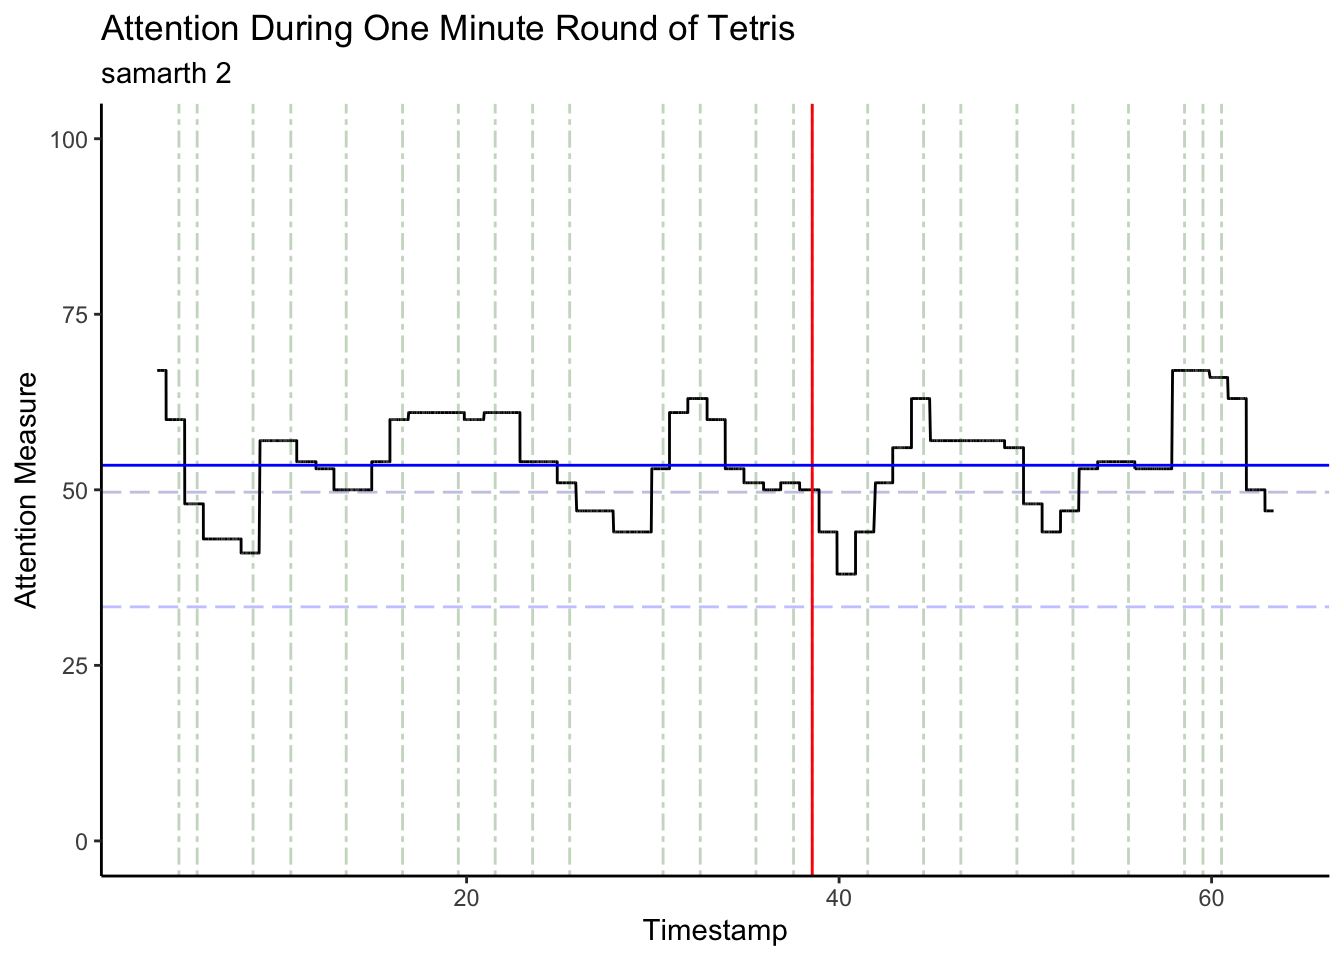 Attention During One Minute Round of Tetris
samarth 2
100
75
50
25
0
Attention Measure
20 40 60
Timestamp